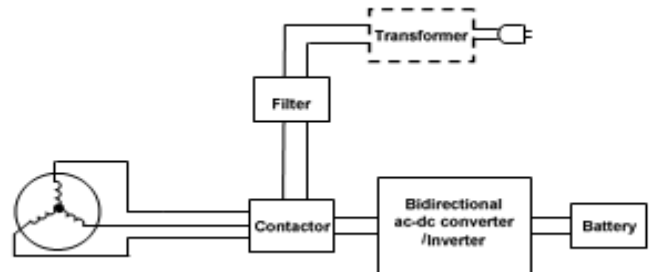 Transformer
Filter
Contactor
Bidirectional
ac-dc converter
/Inverter
Battery